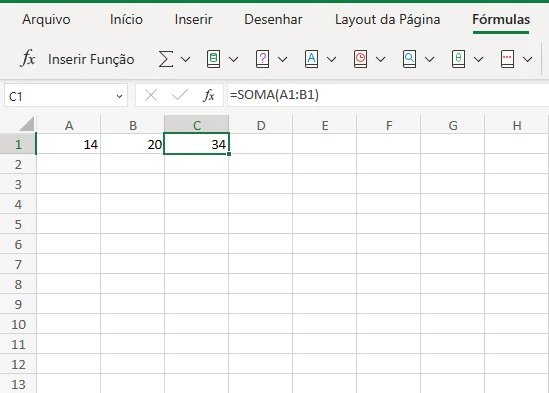 Arquivo Início Inserir Desenhar Layout da Página Fórmulas
fx Inserir Função
C1 fx =SOMA(A1:B1)
A B C D E F G H
1 14 20 34
2
3
4
5
6
7
8
9
10
11
12
13